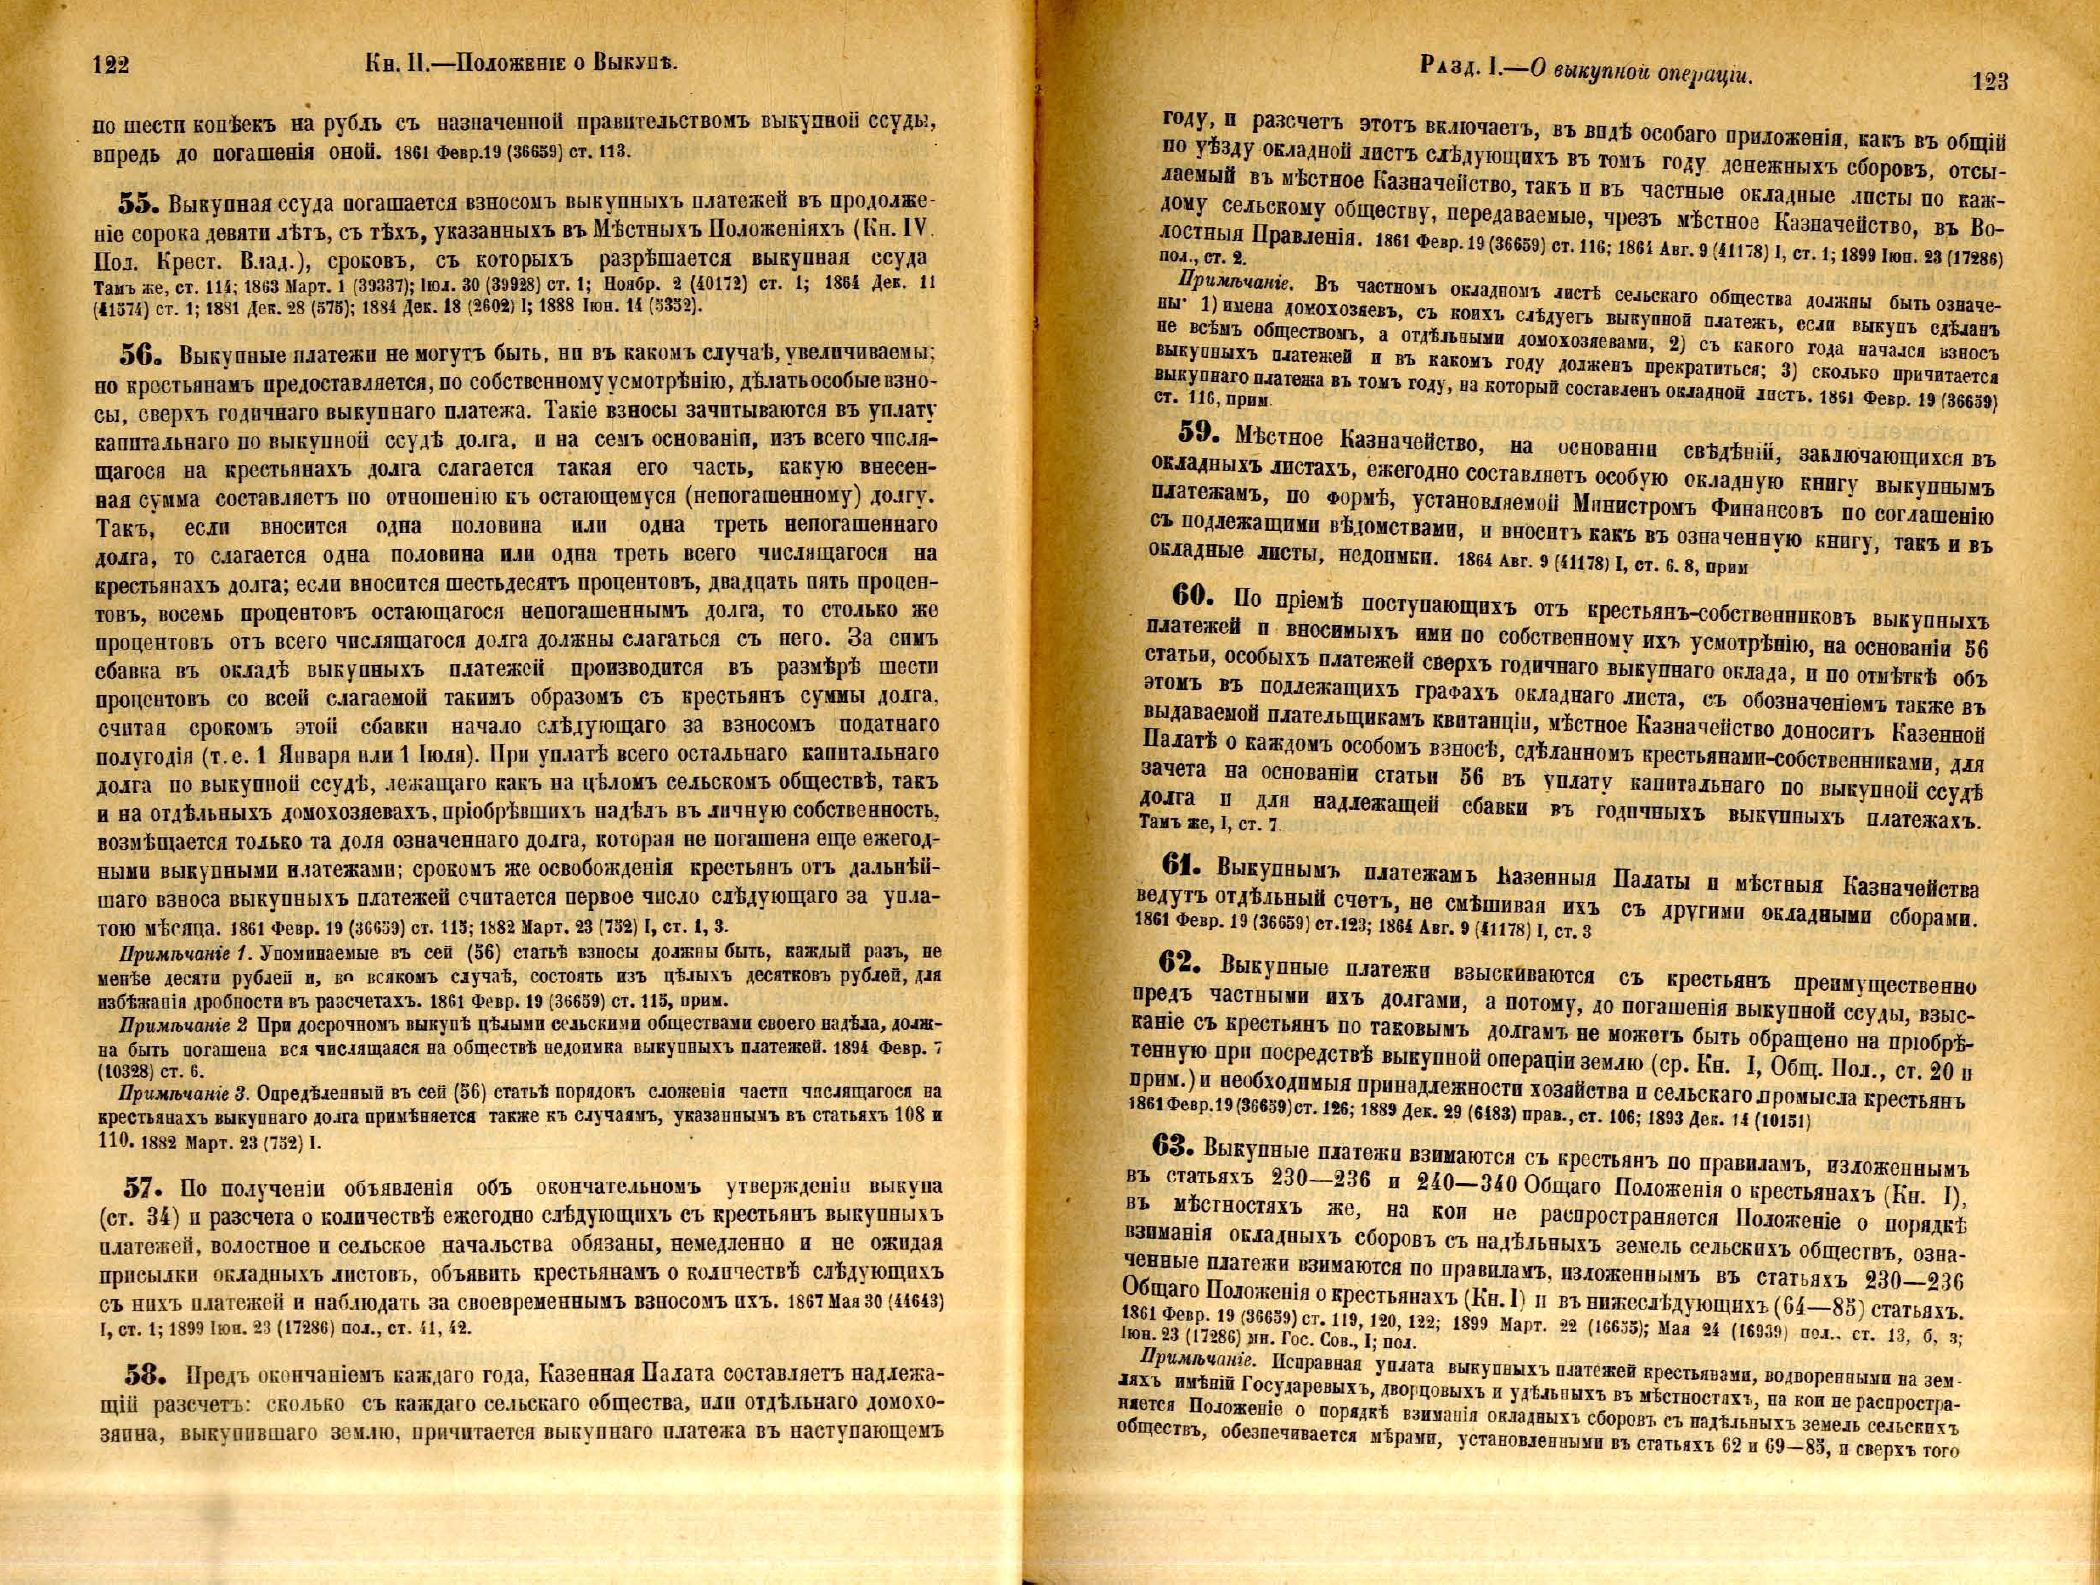 122
Кн. II.—Положеніе о Выкупѣ.
по шести копѣекъ на рубль съ назначенной правительствомъ выкупной ссуды,
впредь до погашенія оной. 1861 Февр.19 (36659) ст. 113.
55. Выкупная ссуда погашается взносомъ выкупныхъ платежей въ продолже-
ніе сорока девяти лѣтъ, съ тѣхъ, указанныхъ въ Мѣстныхъ Положеніяхъ (Кн. IV.
Пол. Крест. Влад.), сроковъ, съ которыхъ разрѣшается выкупная ссуда
Тамъ же, ст. 114; 1863 Март. 1 (39337); Іюл. 30 (39928) ст. 1; Ноябр. 2 (40172) ст. 1; 1864 Дек. 11
(41574) ст. 1; 1881 Дек. 28 (575); 1884 Дек. 18 (2602) I; 1888 Іюн. 14 (5352).
56. Выкупные платежи не могутъ быть, ни въ какомъ случаѣ, увеличиваемы;
но крестьянамъ предоставляется, по собственному усмотрѣнію, дѣлать особые взно-
сы, сверхъ годичнаго выкупнаго платежа. Такіе взносы зачитываются въ уплату
капитальнаго по выкупной ссудѣ долга, и на семъ основаніи, изъ всего числя-
щагося на крестьянахъ долга слагается такая его часть, какую внесен-
ная сумма составляетъ по отношенію къ остающемуся (непогашенному) долгу.
Такъ, если вносится одна половина или одна треть непогашеннаго
долга, то слагается одна половина или одна треть всего числящагося на
крестьянахъ долга; если вносится шестьдесятъ процентовъ, двадцать пять процен-
товъ, восемь процентовъ остающагося непогашеннымъ долга, то столько же
процентовъ отъ всего числящагося долга должны слагаться съ него. За симъ
сбавка въ окладѣ выкупныхъ платежей производится въ размѣрѣ шести
процентовъ со всей слагаемой такимъ образомъ съ крестьянъ суммы долга,
считая срокомъ этой сбавки начало слѣдующаго за взносомъ податнаго
полугодія (т. е. 1 Января или 1 Іюля). При уплатѣ всего остальнаго капитальнаго
долга по выкупной ссудѣ, лежащаго какъ на цѣломъ сельскомъ обществѣ, такъ
и на отдѣльныхъ домохозяевахъ, пріобрѣвшихъ надѣлъ въ личную собственность,
возмѣщается только та доля означеннаго долга, которая не погашена еще ежегод-
ными выкупными платежами; срокомъ же освобожденія крестьянъ отъ дальнѣй-
шаго взноса выкупныхъ платежей считается первое число слѣдующаго за упла-
тою мѣсяца. 1861 Февр. 19 (36659) ст. 115; 1882 Март. 23 (752) I, ст. 1, 3.
Примѣчаніе 1. Упоминаемые въ сей (56) статьѣ взносы должны быть, каждый разъ, не
менѣе десяти рублей и, во всякомъ случаѣ, состоять изъ цѣлыхъ десятковъ рублей, для
избѣжанія дробности въ разсчетахъ. 1861 Февр. 19 (36659) ст. 115, прим.
Примѣчаніе 2 При досрочномъ выкупѣ цѣлыми сельскими обществами своего надѣла, долж-
на быть погашена вся числящаяся на обществѣ недоимка выкупныхъ платежей. 1894 Февр. 7
(10328) ст. 6.
Примѣчаніе 3. Опредѣленный въ сей (56) статьѣ порядокъ сложенія части числящагося на
крестьянахъ выкупнаго долга примѣняется также къ случаямъ, указаннымъ въ статьяхъ 108 и
110. 1882 Март. 23 (752) I.
57. По полученіи объявленія объ окончательномъ утвержденіи выкупа
(ст. 34) и разсчета о количествѣ ежегодно слѣдующихъ съ крестьянъ выкупныхъ
платежей, волостное и сельское начальства обязаны, немедленно и не ожидая
присылки окладныхъ листовъ, объявить крестьянамъ о количествѣ слѣдующихъ
съ нихъ платежей и наблюдать за своевременнымъ взносомъ ихъ. 1867 Мая 30 (44643)
I, ст. 1; 1899 Іюн. 23 (17286) пол., ст. 41, 42.
58. Предъ окончаніемъ каждаго года, Казенная Палата составляетъ надлежа-
щій разсчетъ: сколько съ каждаго сельскаго общества, или отдѣльнаго домохо-
зяина, выкупившаго землю, причитается выкупнаго платежа въ наступающемъ
Разд. I.—О выкупной операціи.
123
году, и разсчетъ этотъ включаетъ, въ видѣ особаго приложенія, какъ въ общій
по уѣзду окладной листъ слѣдующихъ въ томъ году денежныхъ сборовъ, отсы-
лаемый въ мѣстное Казначейство, такъ и въ частные окладные листы по каж-
дому сельскому обществу, передаваемые, чрезъ мѣстное Казначейство, въ Во-
лостныя Правленія. 1861 Февр. 19 (36659) ст. 116; 1864 Авг. 9 (41178) I, ст. 1; 1899 Іюн. 23 (17286)
пол., ст. 2.
Примѣчаніе. Въ частномъ окладномъ листѣ сельскаго общества должны быть означе-
ны: 1) имена домохозяевъ, съ коихъ слѣдуетъ выкупной платежъ, если выкупъ сдѣланъ
не всѣмъ обществомъ, а отдѣльными домохозяевами; 2) съ какого года начался взносъ
выкупныхъ платежей и въ какомъ году долженъ прекратиться; 3) сколько причитается
выкупнаго платежа въ томъ году, на который составленъ окладной листъ. 1861 Февр. 19 (36659)
ст. 116, прим.
59. Мѣстное Казначейство, на основаніи свѣдѣній, заключающихся въ
окладныхъ листахъ, ежегодно составляетъ особую окладную книгу выкупнымъ
платежамъ, по формѣ, установляемой Министромъ Финансовъ по соглашенію
съ подлежащими вѣдомствами, и вноситъ какъ въ означенную книгу, такъ и въ
окладные листы, недоимки. 1864 Авг. 9 (41178) I, ст. 6. 8, прим
60. По пріемѣ поступающихъ отъ крестьянъ-собственниковъ выкупныхъ
платежей и вносимыхъ ими по собственному ихъ усмотрѣнію, на основаніи 56
статьи, особыхъ платежей сверхъ годичнаго выкупнаго оклада, и по отмѣткѣ объ
этомъ въ подлежащихъ графахъ окладнаго листа, съ обозначеніемъ также въ
выдаваемой плательщикамъ квитанціи, мѣстное Казначейство доноситъ Казенной
Палатѣ о каждомъ особомъ взносѣ, сдѣланномъ крестьянами-собственниками, для
зачета на основаніи статьи 56 въ уплату капитальнаго по выкупной ссудѣ
долга и для надлежащей сбавки въ годичныхъ выкупныхъ платежахъ.
Тамъ же, I, ст. 7
61. Выкупнымъ платежамъ Казенныя Палаты и мѣстныя Казначейства
ведутъ отдѣльный счетъ, не смѣшивая ихъ съ другими окладными сборами.
1861 Февр. 19 (36659) ст.123; 1864 Авг. 9 (41178) I, ст. 3
62. Выкупные платежи взыскиваются съ крестьянъ преимущественно
предъ частными ихъ долгами, а потому, до погашенія выкупной ссуды, взыс-
каніе съ крестьянъ по таковымъ долгамъ не можетъ быть обращено на пріобрѣ-
тенную при посредствѣ выкупной операціи землю (ср. Кн. I, Общ. Пол., ст. 20 и
прим.) и необходимыя принадлежности хозяйства и сельскаго промысла крестьянъ
1861 Февр.19 (36659) ст. 126; 1889 Дек. 29 (6483) прав., ст. 106; 1893 Дек. 14 (10151)
63. Выкупные платежи взимаются съ крестьянъ по правиламъ, изложеннымъ
въ статьяхъ 230—236 и 240—340 Общаго Положенія о крестьянахъ (Кн. I),
въ мѣстностяхъ же, на кои не распространяется Положеніе о порядкѣ
взиманія окладныхъ сборовъ съ надѣльныхъ земель сельскихъ обществъ, озна-
ченные платежи взимаются по правиламъ, изложеннымъ въ статьяхъ 230—236
Общаго Положенія о крестьянахъ (Кн. I) и въ нижеслѣдующихъ (64—85) статьяхъ.
1861 Февр. 19 (36659) ст. 119, 120, 122; 1899 Март. 22 (16655); Мая 24 (16939) пол., ст. 13, б, 3;
Іюн. 23 (17286) мн. Гос. Сов., I; пол.
Примѣчаніе. Исправная уплата выкупныхъ платежей крестьянами, водворенными на зем-
ляхъ имѣній Государевыхъ, дворцовыхъ и удѣльныхъ въ мѣстностяхъ, на кои не распростра-
няется Положеніе о порядкѣ взиманія окладныхъ сборовъ съ надѣльныхъ земель сельскихъ
обществъ, обезпечивается мѣрами, установленными въ статьяхъ 62 и 69—85, и сверхъ того